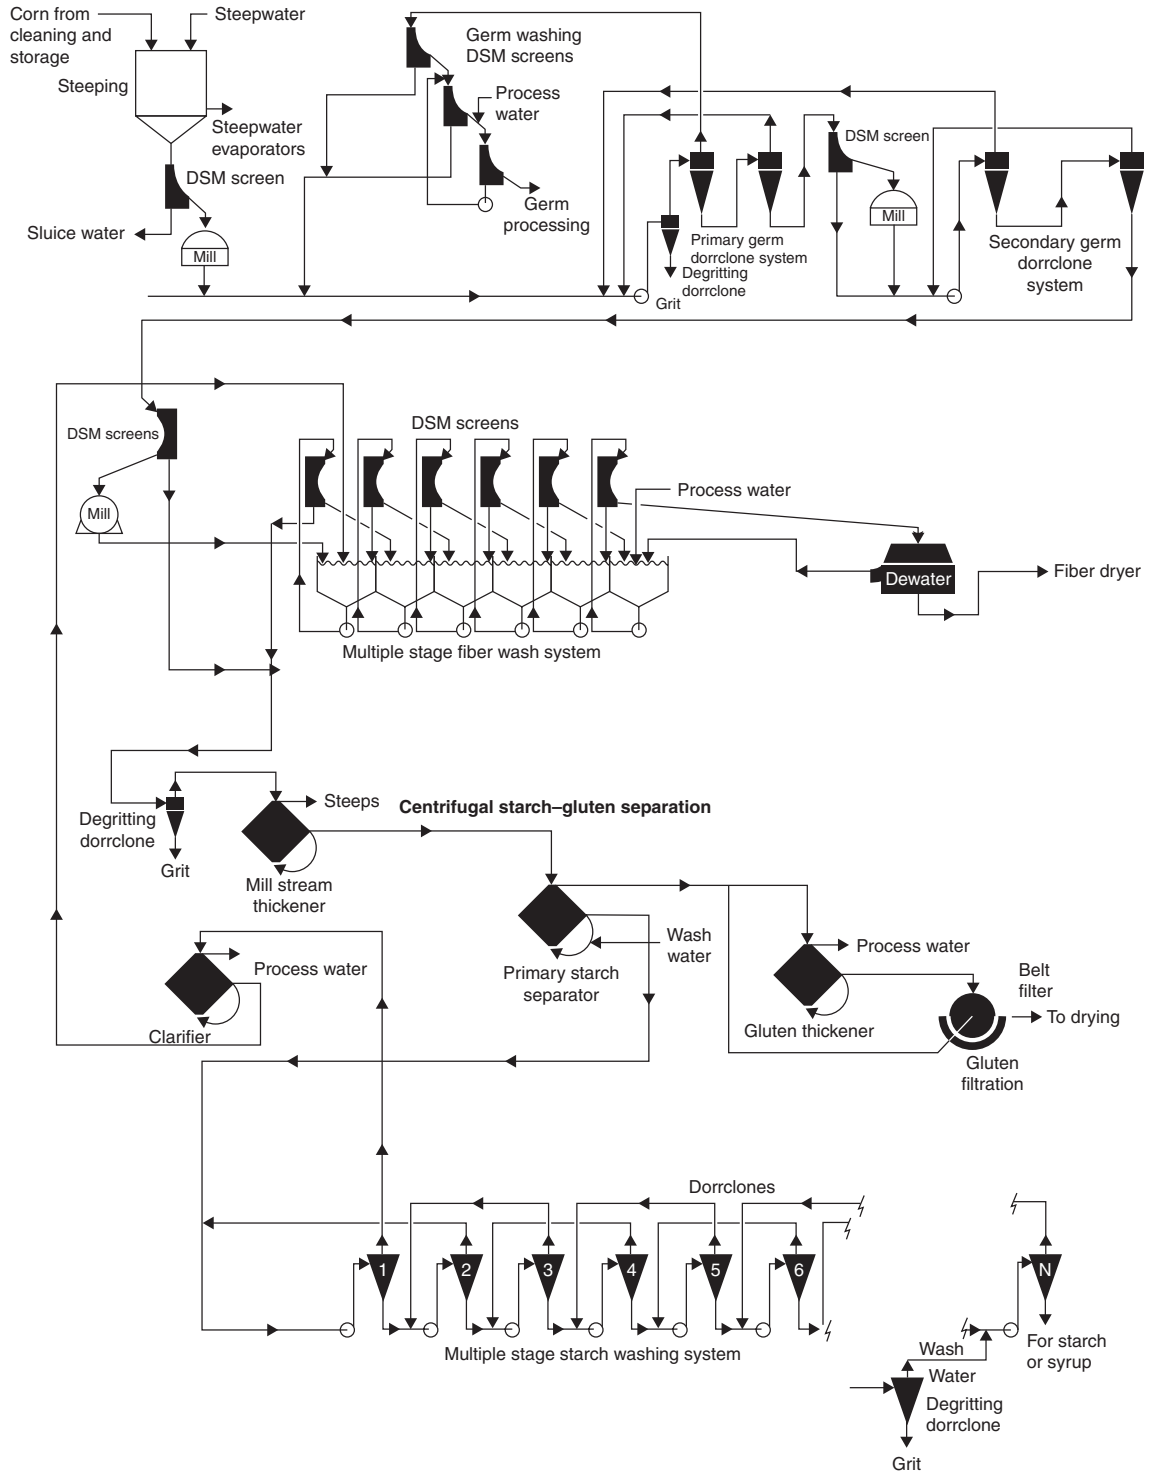 Corn from
cleaning and
storage
Steepwater
Steeping
Steepwater
evaporators
DSM screen
Sluice water
Mill
Germ washing
DSM screens
Process
water
Germ
processing
Primary germ
dorrclone system
Degritting
dorrclone
Grit
DSM screen
Mill
Secondary germ
dorrclone
system
DSM screens
Mill
DSM screens
Process water
Dewater
Fiber dryer
Multiple stage fiber wash system
Degritting
dorrclone
Grit
Steeps
Mill stream
thickener
Centrifugal starch–gluten separation
Primary starch
separator
Wash
water
Process water
Gluten thickener
Belt
filter
To drying
Gluten
filtration
Process water
Clarifier
Dorrclones
1
2
3
4
5
6
N
Multiple stage starch washing system
For starch
or syrup
Wash
Water
Degritting
dorrclone
Grit